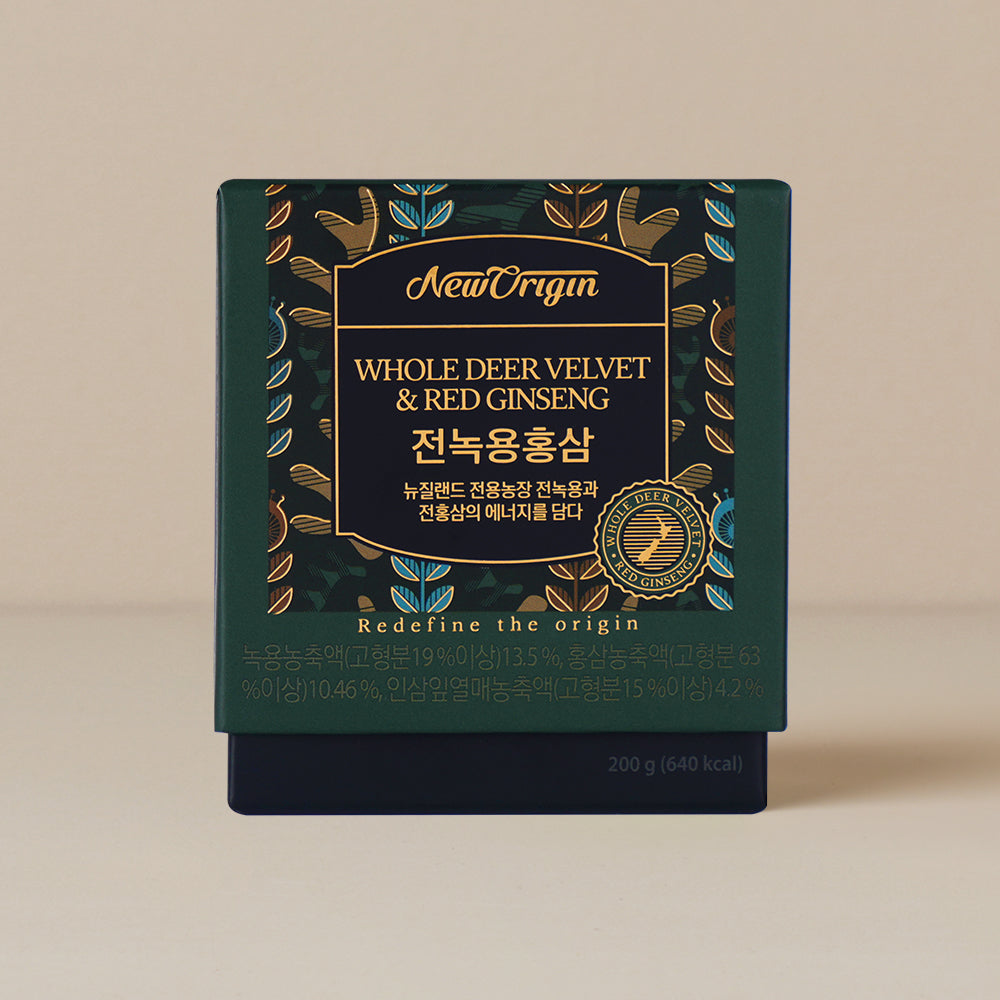 NewOrigin
WHOLE DEER VELVET
& RED GINSENG
전녹용홍삼
뉴질랜드 전용농장 전녹용과
전홍삼의 에너지를 담다
WHOLE DEER VELVET
• RED GINSENG •
Redefine the origin
녹용농축액(고형분19%이상)13.5%, 홍삼농축액(고형분 63
%이상)10.46%, 인삼잎열매농축액(고형분15%이상)4.2%
200 g (640 kcal)